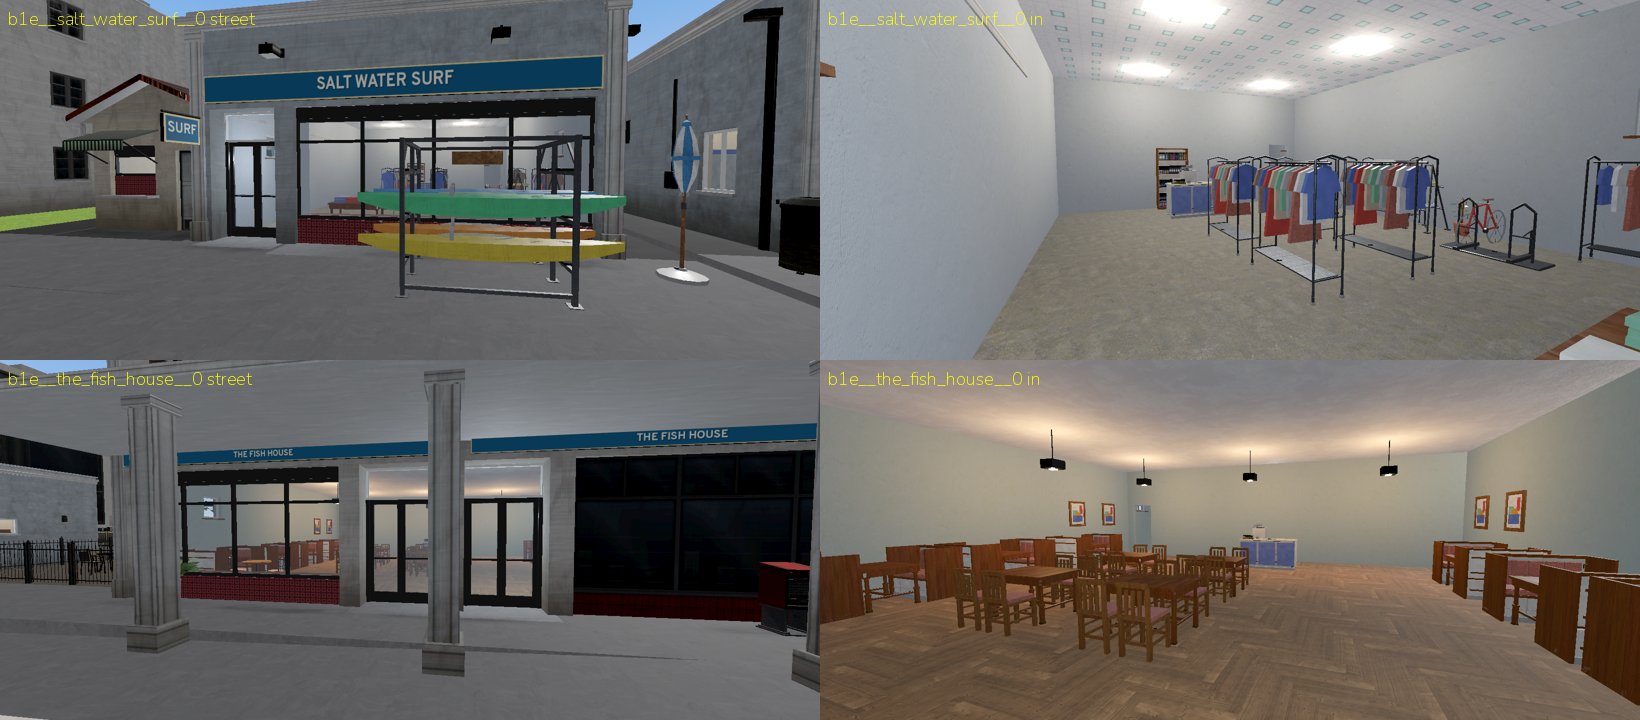 b1e__salt_water_surf__0 street
SALT WATER SURF
SURF
b1e__salt_water_surf__0 in
b1e__the_fish_house__0 street
THE FISH HOUSE
THE FISH HOUSE
b1e__the_fish_house__0 in